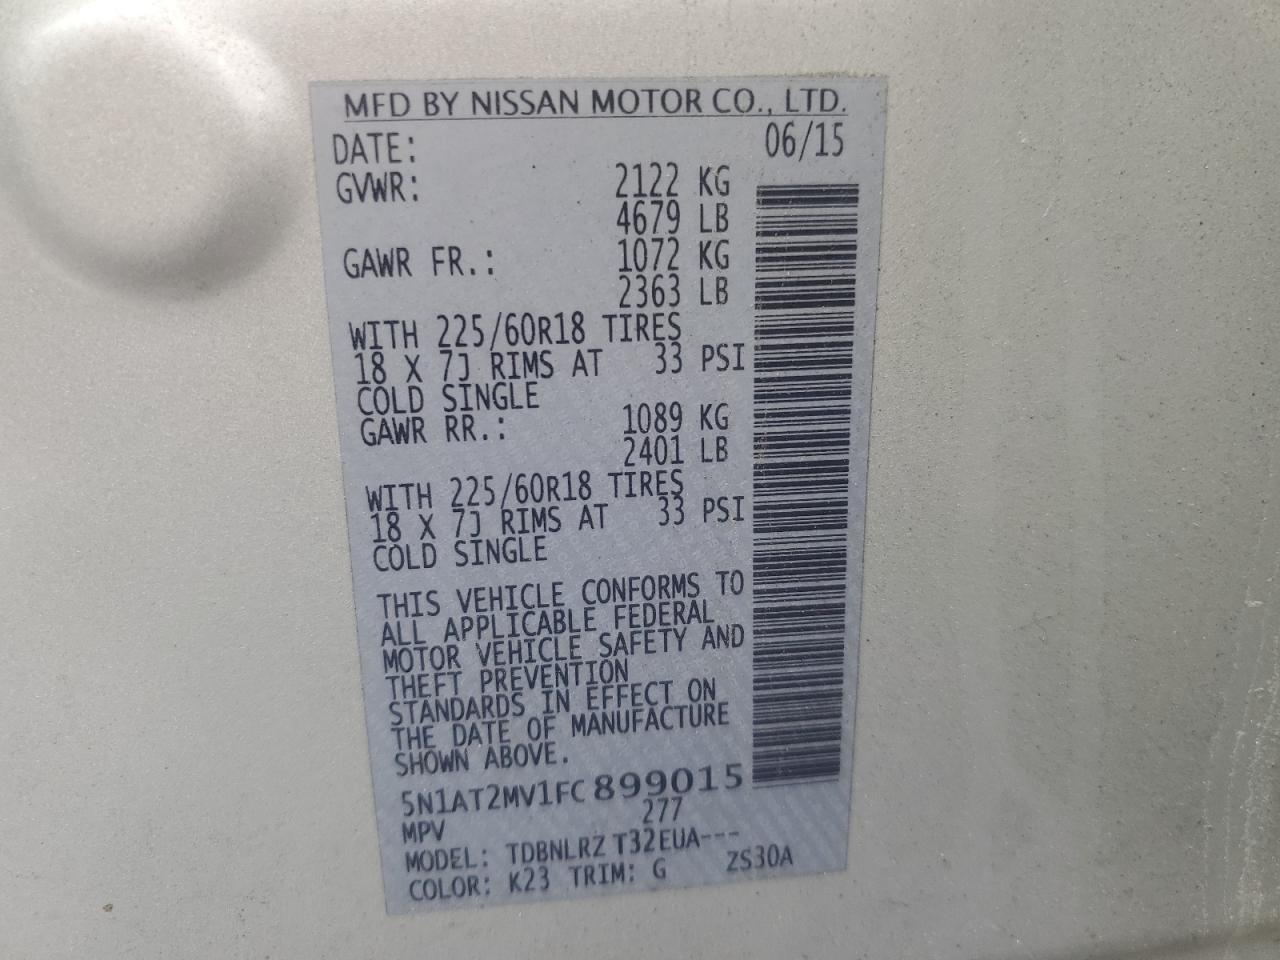 MFD BY NISSAN MOTOR CO., LTD.
DATE: 06/15
GVWR: 2122 KG
4679 LB
GAWR FR.: 1072 KG
2363 LB
WITH 225/60R18 TIRES
18 X 7J RIMS AT 33 PSI
COLD SINGLE
GAWR RR.: 1089 KG
2401 LB
WITH 225/60R18 TIRES
18 X 7J RIMS AT 33 PSI
COLD SINGLE
THIS VEHICLE CONFORMS TO
ALL APPLICABLE FEDERAL
MOTOR VEHICLE SAFETY AND
THEFT PREVENTION
STANDARDS IN EFFECT ON
THE DATE OF MANUFACTURE
SHOWN ABOVE.
5N1AT2MV1FC899015
MPV 277
MODEL: TDBNLRZ T32EUA---
COLOR: K23 TRIM: G ZS30A